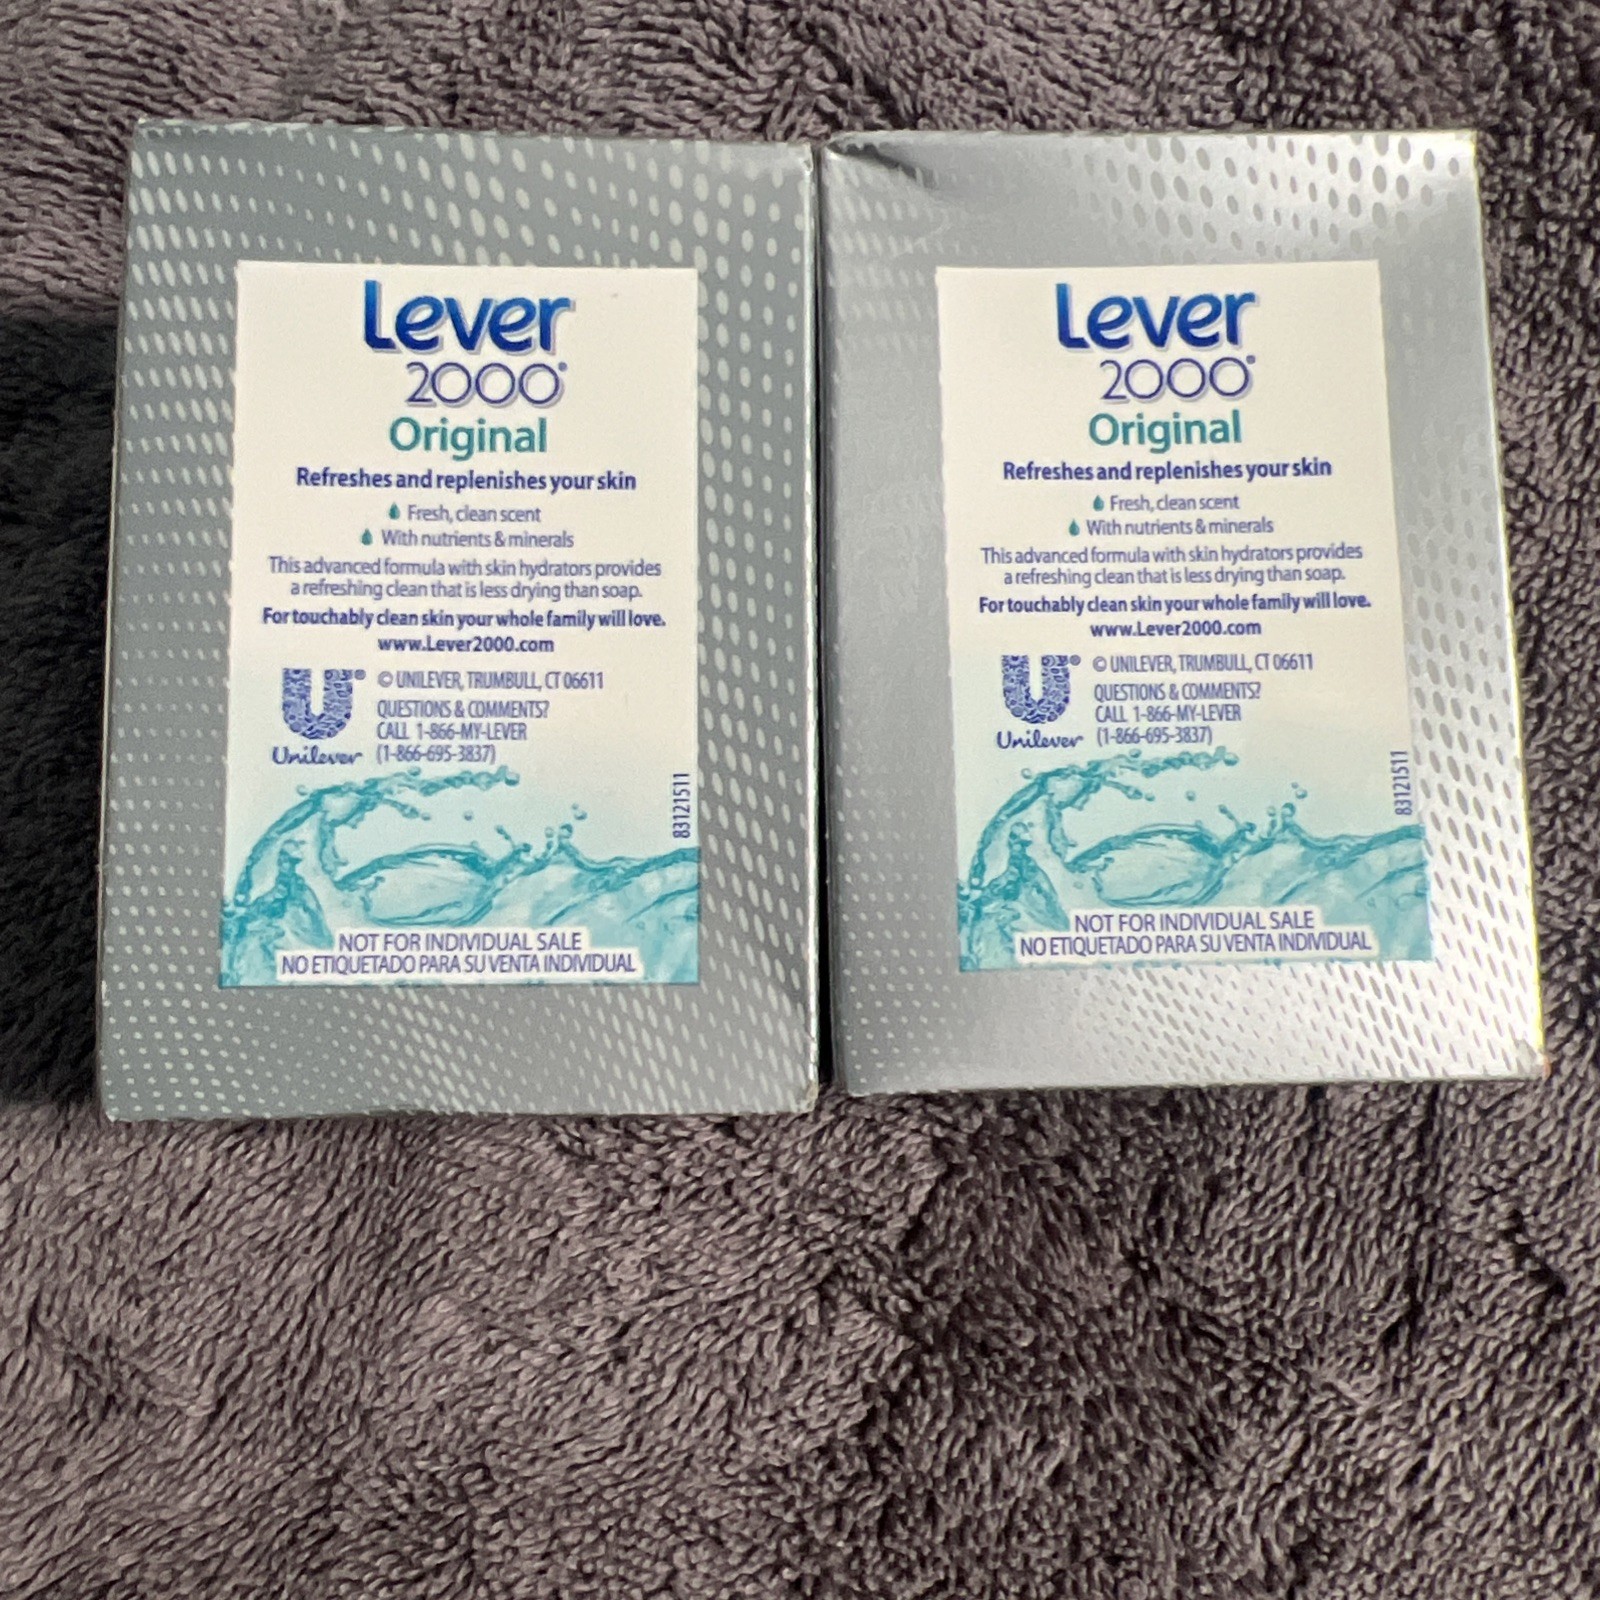 Lever
2000®
Original
Refreshes and replenishes your skin
Fresh, clean scent
With nutrients & minerals
This advanced formula with skin hydrators provides
a refreshing clean that is less drying than soap.
For touchably clean skin your whole family will love.
www.Lever2000.com
U®
Unilever
© UNILEVER, TRUMBULL, CT 06611
QUESTIONS & COMMENTS?
CALL 1-866-MY-LEVER
(1-866-695-3837)
83121511
NOT FOR INDIVIDUAL SALE
NO ETIQUETADO PARA SU VENTA INDIVIDUAL
Lever
2000®
Original
Refreshes and replenishes your skin
Fresh, clean scent
With nutrients & minerals
This advanced formula with skin hydrators provides
a refreshing clean that is less drying than soap.
For touchably clean skin your whole family will love.
www.Lever2000.com
U®
Unilever
© UNILEVER, TRUMBULL, CT 06611
QUESTIONS & COMMENTS?
CALL 1-866-MY-LEVER
(1-866-695-3837)
83121511
NOT FOR INDIVIDUAL SALE
NO ETIQUETADO PARA SU VENTA INDIVIDUAL